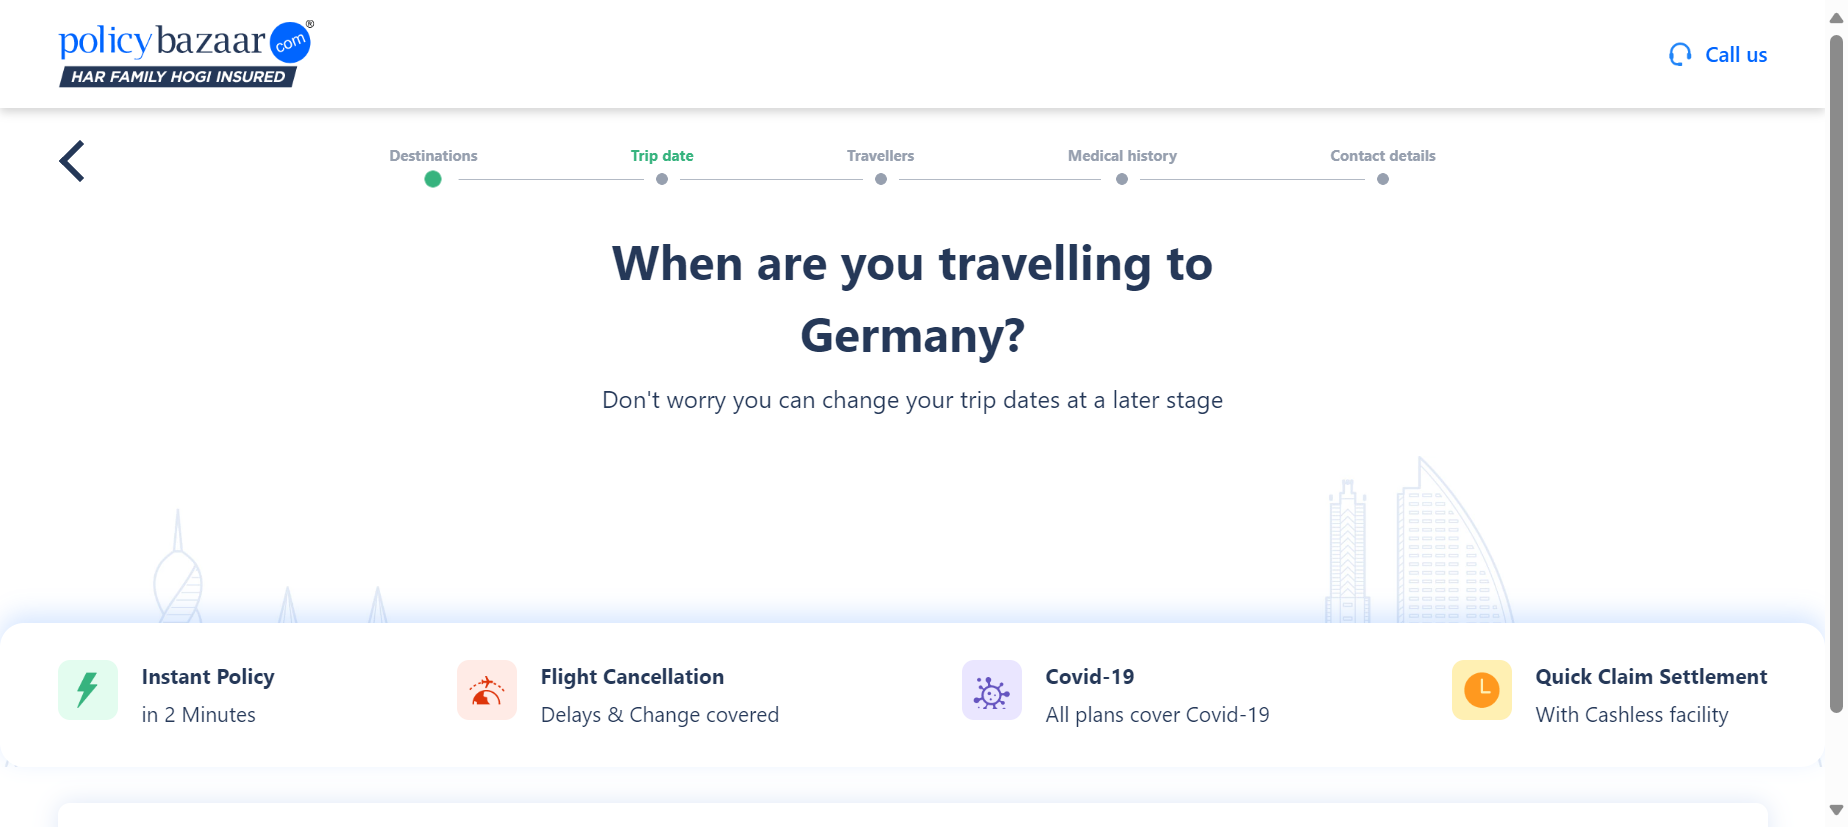 policybazaar com ®
HAR FAMILY HOGI INSURED
Call us
Destinations
Trip date
Travellers
Medical history
Contact details
When are you travelling to
Germany?
Don't worry you can change your trip dates at a later stage
Instant Policy
in 2 Minutes
Flight Cancellation
Delays & Change covered
Covid-19
All plans cover Covid-19
Quick Claim Settlement
With Cashless facility